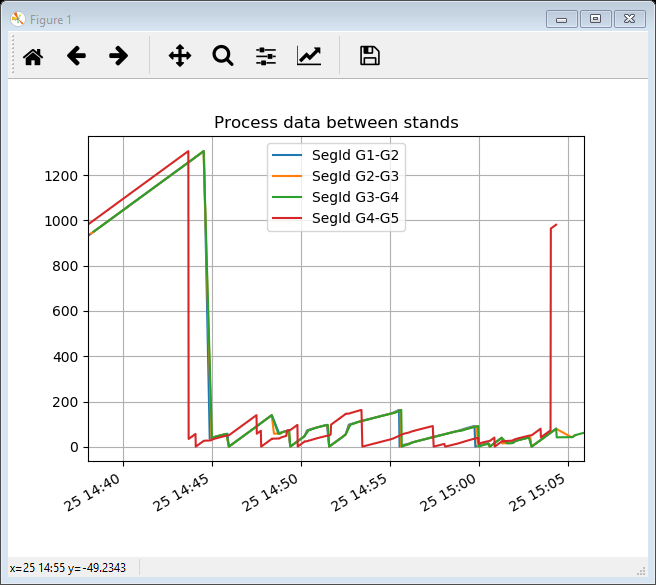 Figure 1
Process data between stands
SegId G1-G2
SegId G2-G3
SegId G3-G4
SegId G4-G5
1200
1000
800
600
400
200
0
25 14:40
25 14:45
25 14:50
25 14:55
25 15:00
25 15:05
x=25 14:55 y=-49.2343